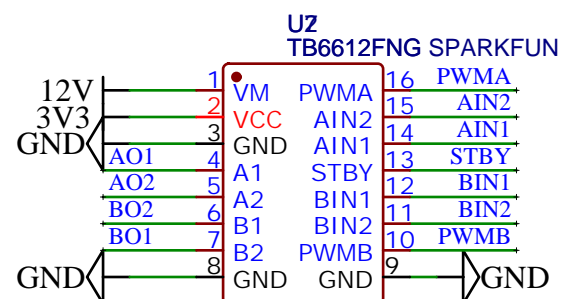 U2
TB6612FNG SPARKFUN
12V 1 VM PWMA 16 PWMA
3V3 2 VCC AIN2 15 AIN2
GND 3 GND AIN1 14 AIN1
AO1 4 A1 STBY 13 STBY
AO2 5 A2 BIN1 12 BIN1
BO2 6 B1 BIN2 11 BIN2
BO1 7 B2 PWMB 10 PWMB
GND 8 GND GND 9 GND